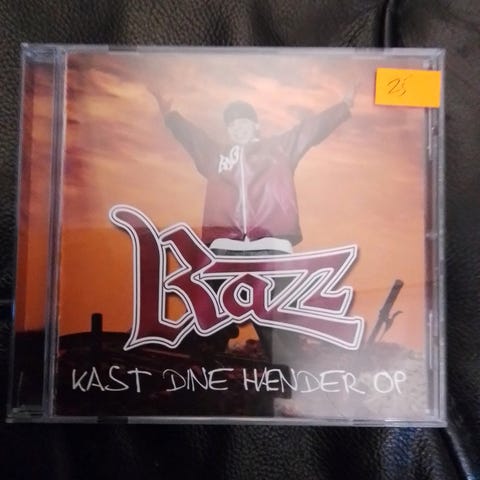 25
Razz
KAST DINE HÆNDER OP